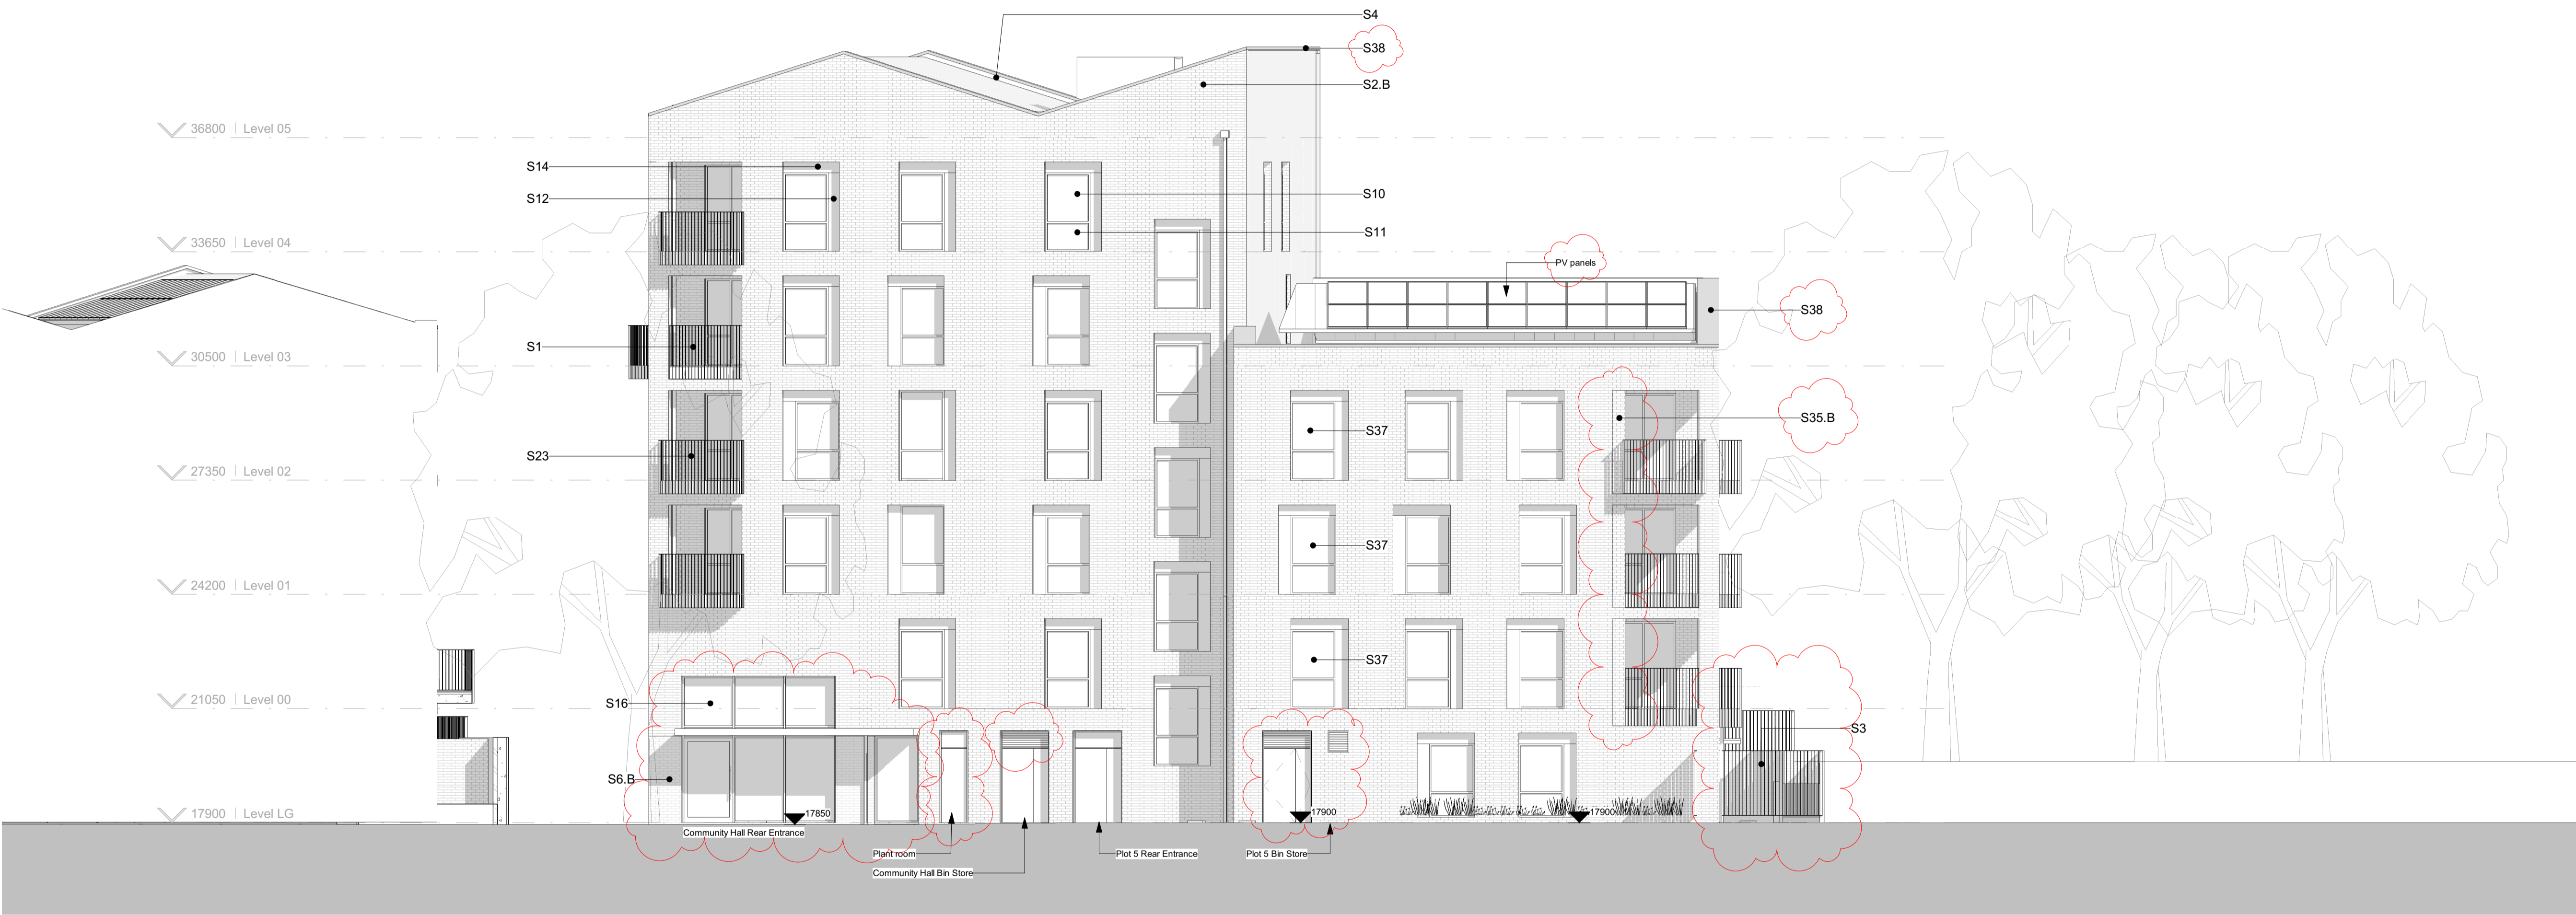 S4
S38
S2.B
36800 | Level 05
S14
S12
S10
S11
33650 | Level 04
PV panels
S38
S1
30500 | Level 03
S35.B
S37
S23
27350 | Level 02
S37
24200 | Level 01
S37
S16
21050 | Level 00
S3
S6.B
17900 | Level LG
17850
17900
17900
Community Hall Rear Entrance
Plant room
Plot 5 Rear Entrance
Plot 5 Bin Store
Community Hall Bin Store